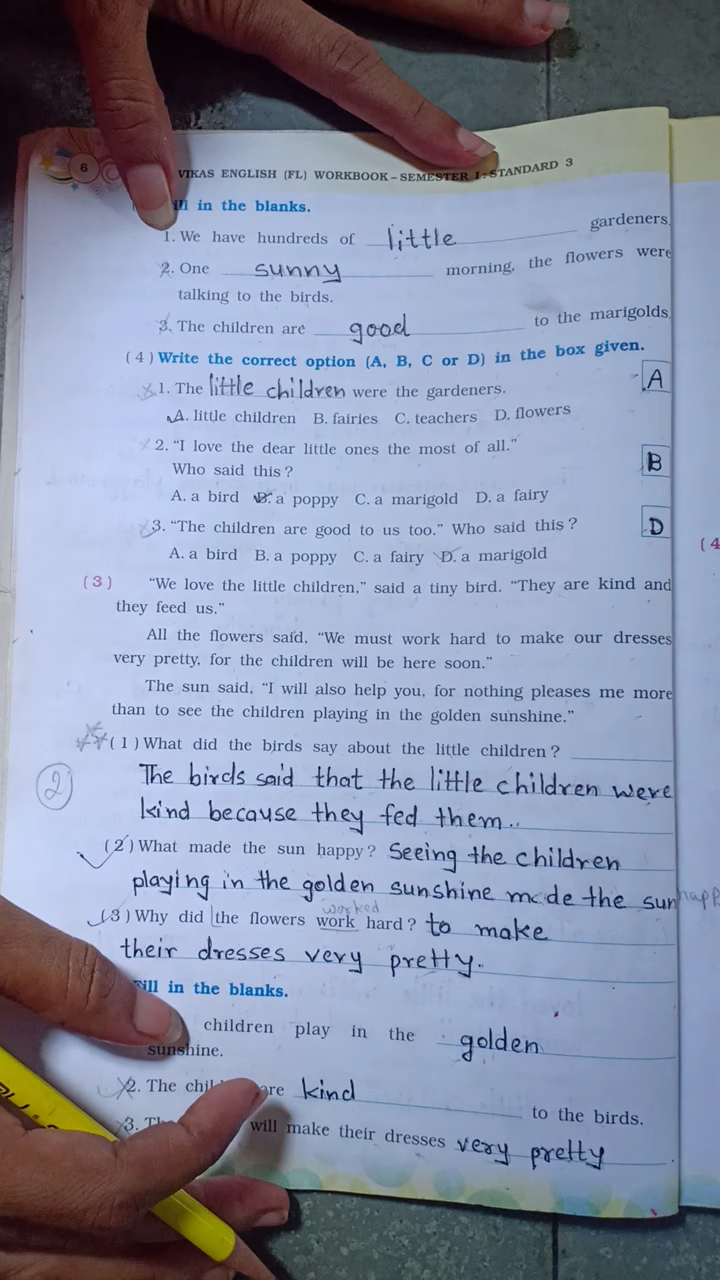 6
VIKAS ENGLISH (FL) WORKBOOK – SEMESTER I : STANDARD 3
in the blanks.
1. We have hundreds of little gardeners.
2. One sunny morning, the flowers were
talking to the birds.
3. The children are good to the marigolds.
(4) Write the correct option (A, B, C or D) in the box given.
1. The little children were the gardeners. A
A. little children B. fairies C. teachers D. flowers
2. "I love the dear little ones the most of all."
Who said this? B
A. a bird B. a poppy C. a marigold D. a fairy
3. "The children are good to us too." Who said this? D
A. a bird B. a poppy C. a fairy D. a marigold
(4
(3) "We love the little children," said a tiny bird. "They are kind and
they feed us."
All the flowers said, "We must work hard to make our dresses
very pretty, for the children will be here soon."
The sun said, "I will also help you, for nothing pleases me more
than to see the children playing in the golden sunshine."
(1) What did the birds say about the little children?
2
The birds said that the little children were
kind because they fed them..
(2) What made the sun happy? Seeing the children
playing in the golden sunshine made the sun happ
worked
(3) Why did the flowers work hard? to make
their dresses very pretty.
ill in the blanks.
children play in the golden
sunshine.
2. The are kind to the birds.
3. will make their dresses very pretty.